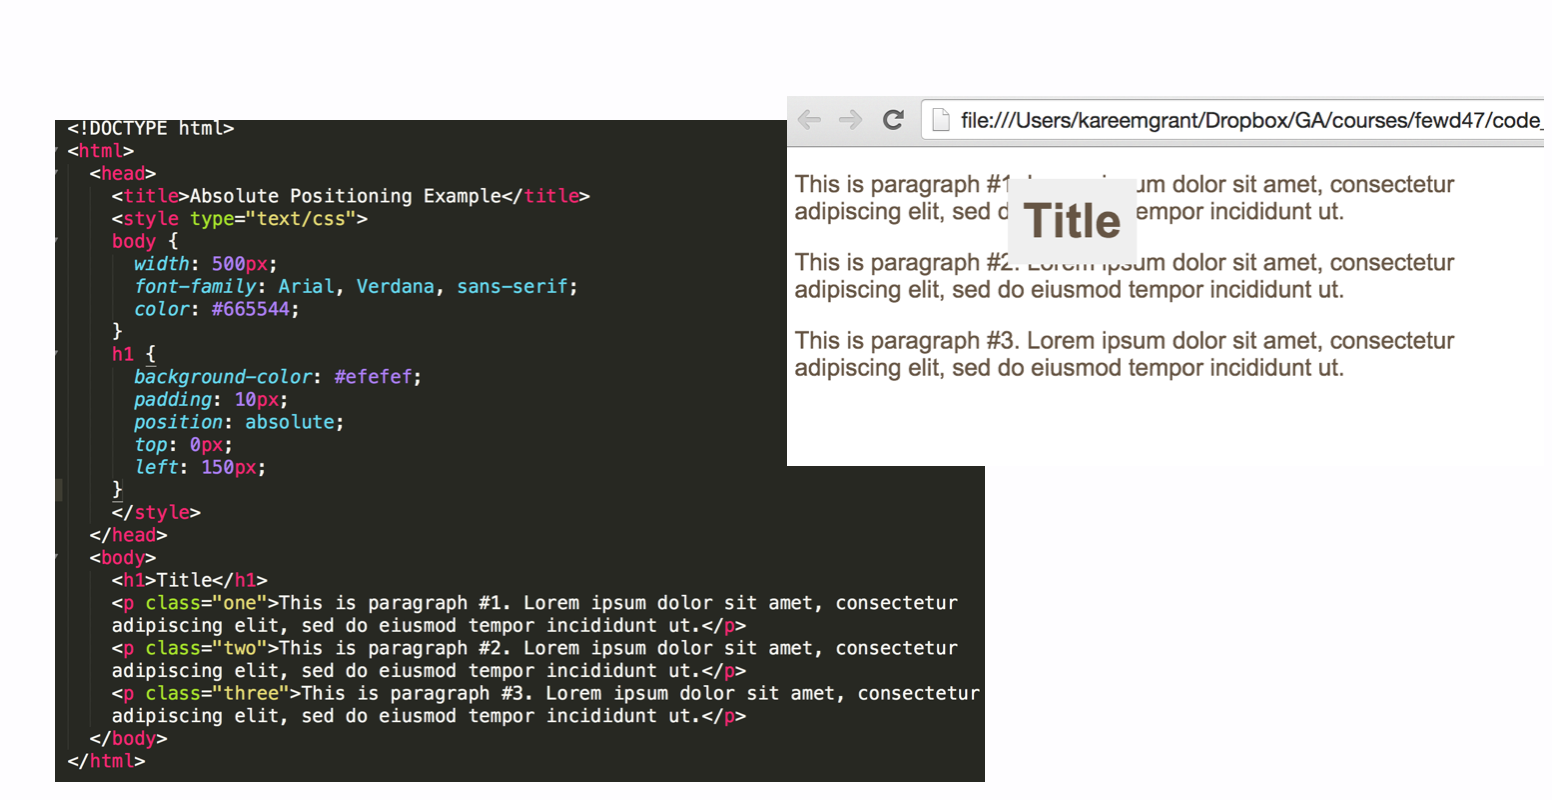 <!DOCTYPE html>
<html>
<head>
<title>Absolute Positioning Example</title>
<style type="text/css">
body {
width: 500px;
font-family: Arial, Verdana, sans-serif;
color: #665544;
}
h1 {
background-color: #efefef;
padding: 10px;
position: absolute;
top: 0px;
left: 150px;
}
</style>
</head>
<body>
<h1>Title</h1>
<p class="one">This is paragraph #1. Lorem ipsum dolor sit amet, consectetur
adipiscing elit, sed do eiusmod tempor incididunt ut.</p>
<p class="two">This is paragraph #2. Lorem ipsum dolor sit amet, consectetur
adipiscing elit, sed do eiusmod tempor incididunt ut.</p>
<p class="three">This is paragraph #3. Lorem ipsum dolor sit amet, consectetur
adipiscing elit, sed do eiusmod tempor incididunt ut.</p>
</body>
</html>
file:///Users/kareemgrant/Dropbox/GA/courses/fewd47/code_
This is paragraph #1 um dolor sit amet, consectetur
adipiscing elit, sed d empor incididunt ut.
Title
This is paragraph #2. Lorem ipsum dolor sit amet, consectetur
adipiscing elit, sed do eiusmod tempor incididunt ut.
This is paragraph #3. Lorem ipsum dolor sit amet, consectetur
adipiscing elit, sed do eiusmod tempor incididunt ut.